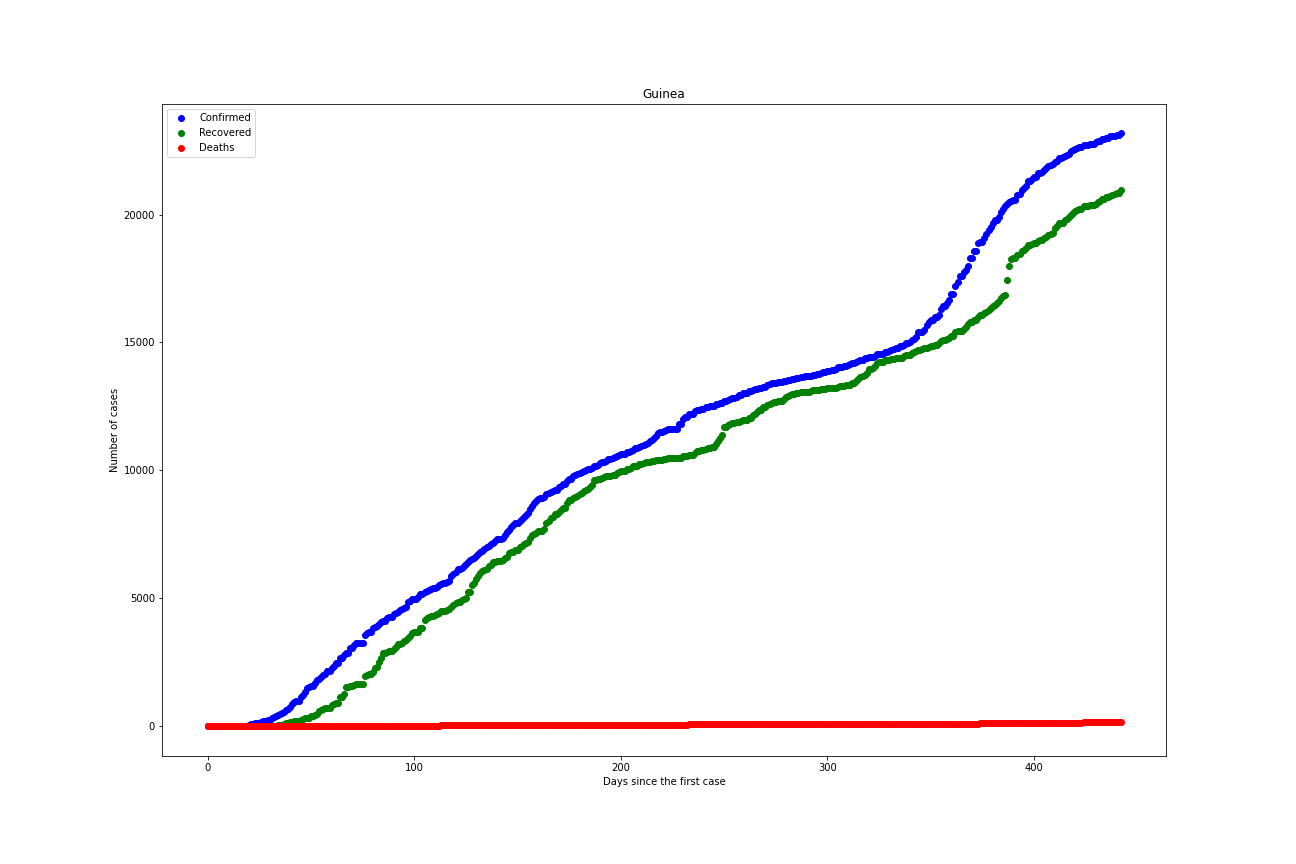 Guinea
Confirmed
Recovered
Deaths
Number of cases
20000
15000
10000
5000
0
0 100 200 300 400
Days since the first case